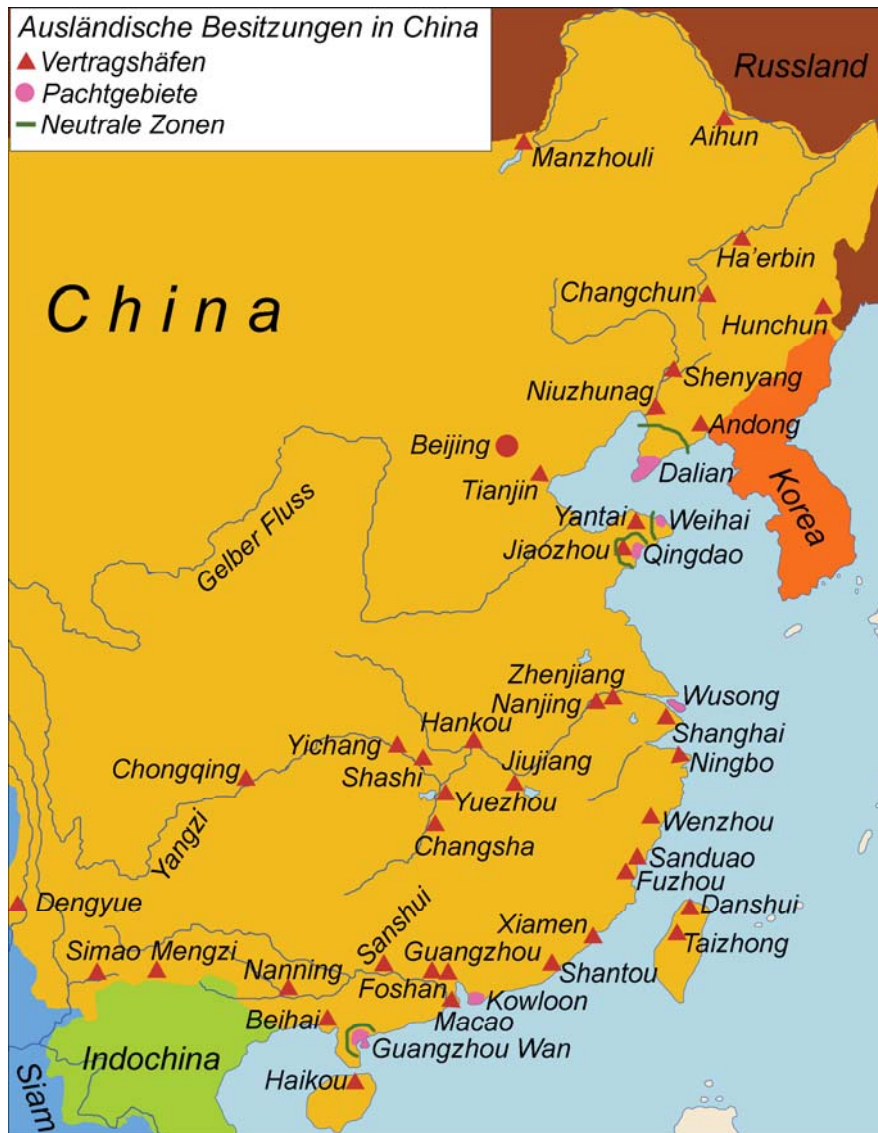 Ausländische Besitzungen in China
Vertragshäfen
Pachtgebiete
Neutrale Zonen
Russland
Aihun
Manzhouli
Ha'erbin
Changchun
China
Hunchun
Shenyang
Niuzhunag
Andong
Beijing
Dalian
Tianjin
Korea
Gelber Fluss
Yantai
Weihai
Jiaozhou
Qingdao
Zhenjiang
Nanjing
Wusong
Hankou
Shanghai
Yichang
Ningbo
Chongqing
Shashi
Jiujiang
Yuezhou
Yangzi
Changsha
Wenzhou
Sanduao
Fuzhou
Dengyue
Danshui
Sanshui
Xiamen
Taizhong
Simao
Mengzi
Guangzhou
Nanning
Shantou
Foshan
Kowloon
Beihai
Macao
Guangzhou Wan
Indochina
Haikou
Siam